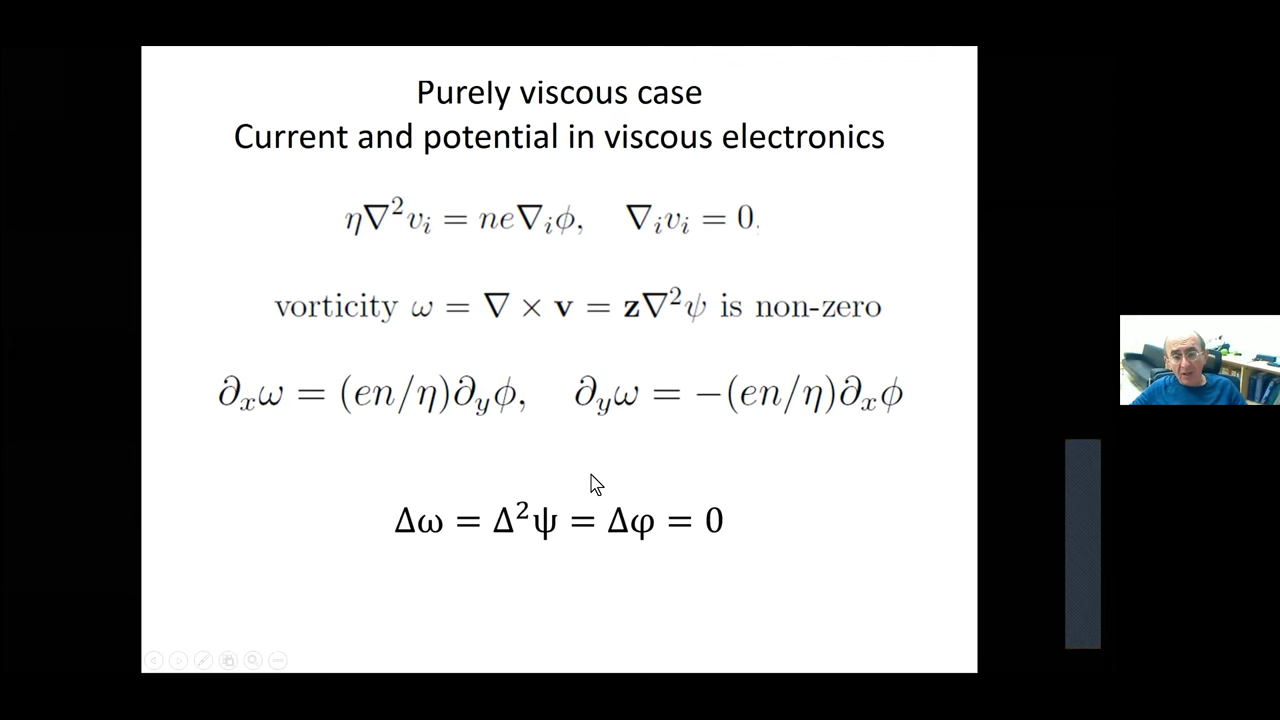 Purely viscous case
Current and potential in viscous electronics
η∇²vᵢ = ne∇ᵢϕ, ∇ᵢvᵢ = 0.
vorticity ω = ∇ × v = z∇²ψ is non-zero
∂ₓω = (en/η)∂ᵧϕ, ∂ᵧω = −(en/η)∂ₓϕ
Δω = Δ²ψ = Δφ = 0